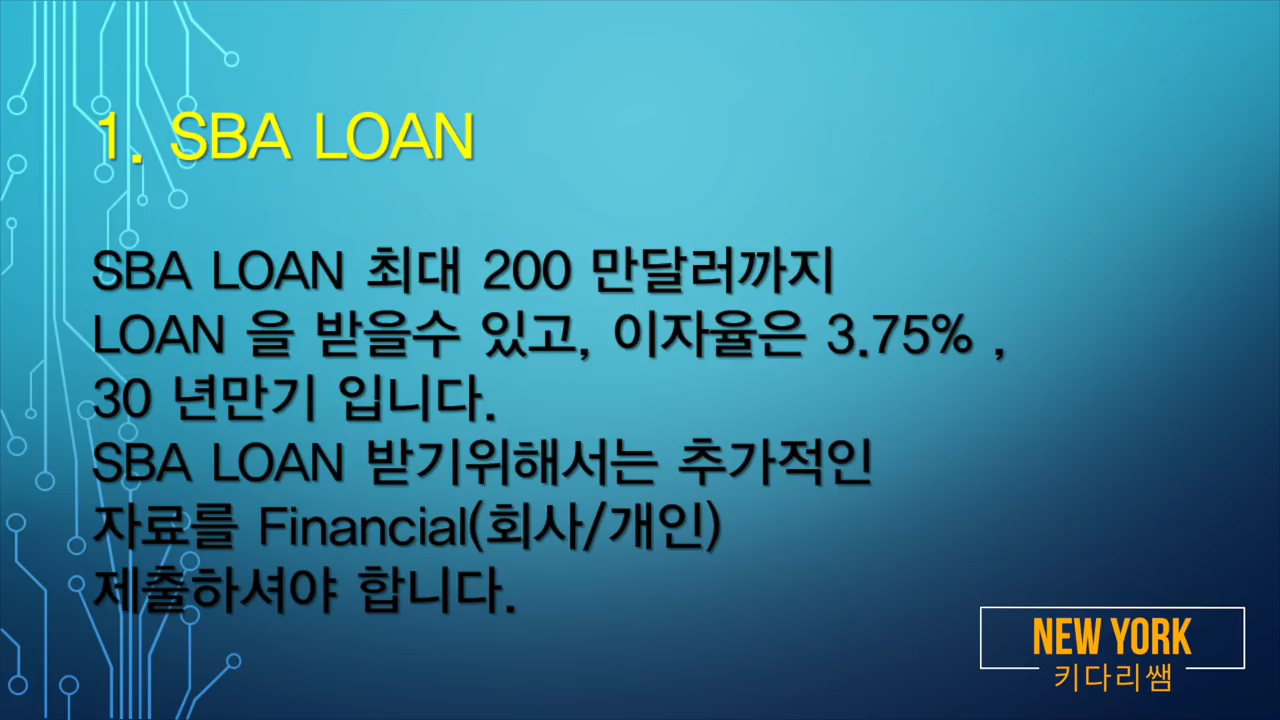 1. SBA LOAN
SBA LOAN 최대 200 만달러까지
LOAN 을 받을수 있고, 이자율은 3.75% ,
30 년만기 입니다.
SBA LOAN 받기위해서는 추가적인
자료를 Financial(회사/개인)
제출하셔야 합니다.
NEW YORK
키다리쌤